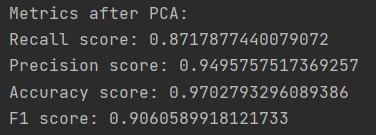 Metrics after PCA:
Recall score: 0.8717877440079072
Precision score: 0.9495757517369257
Accuracy score: 0.9702793296089386
F1 score: 0.9060589918121733